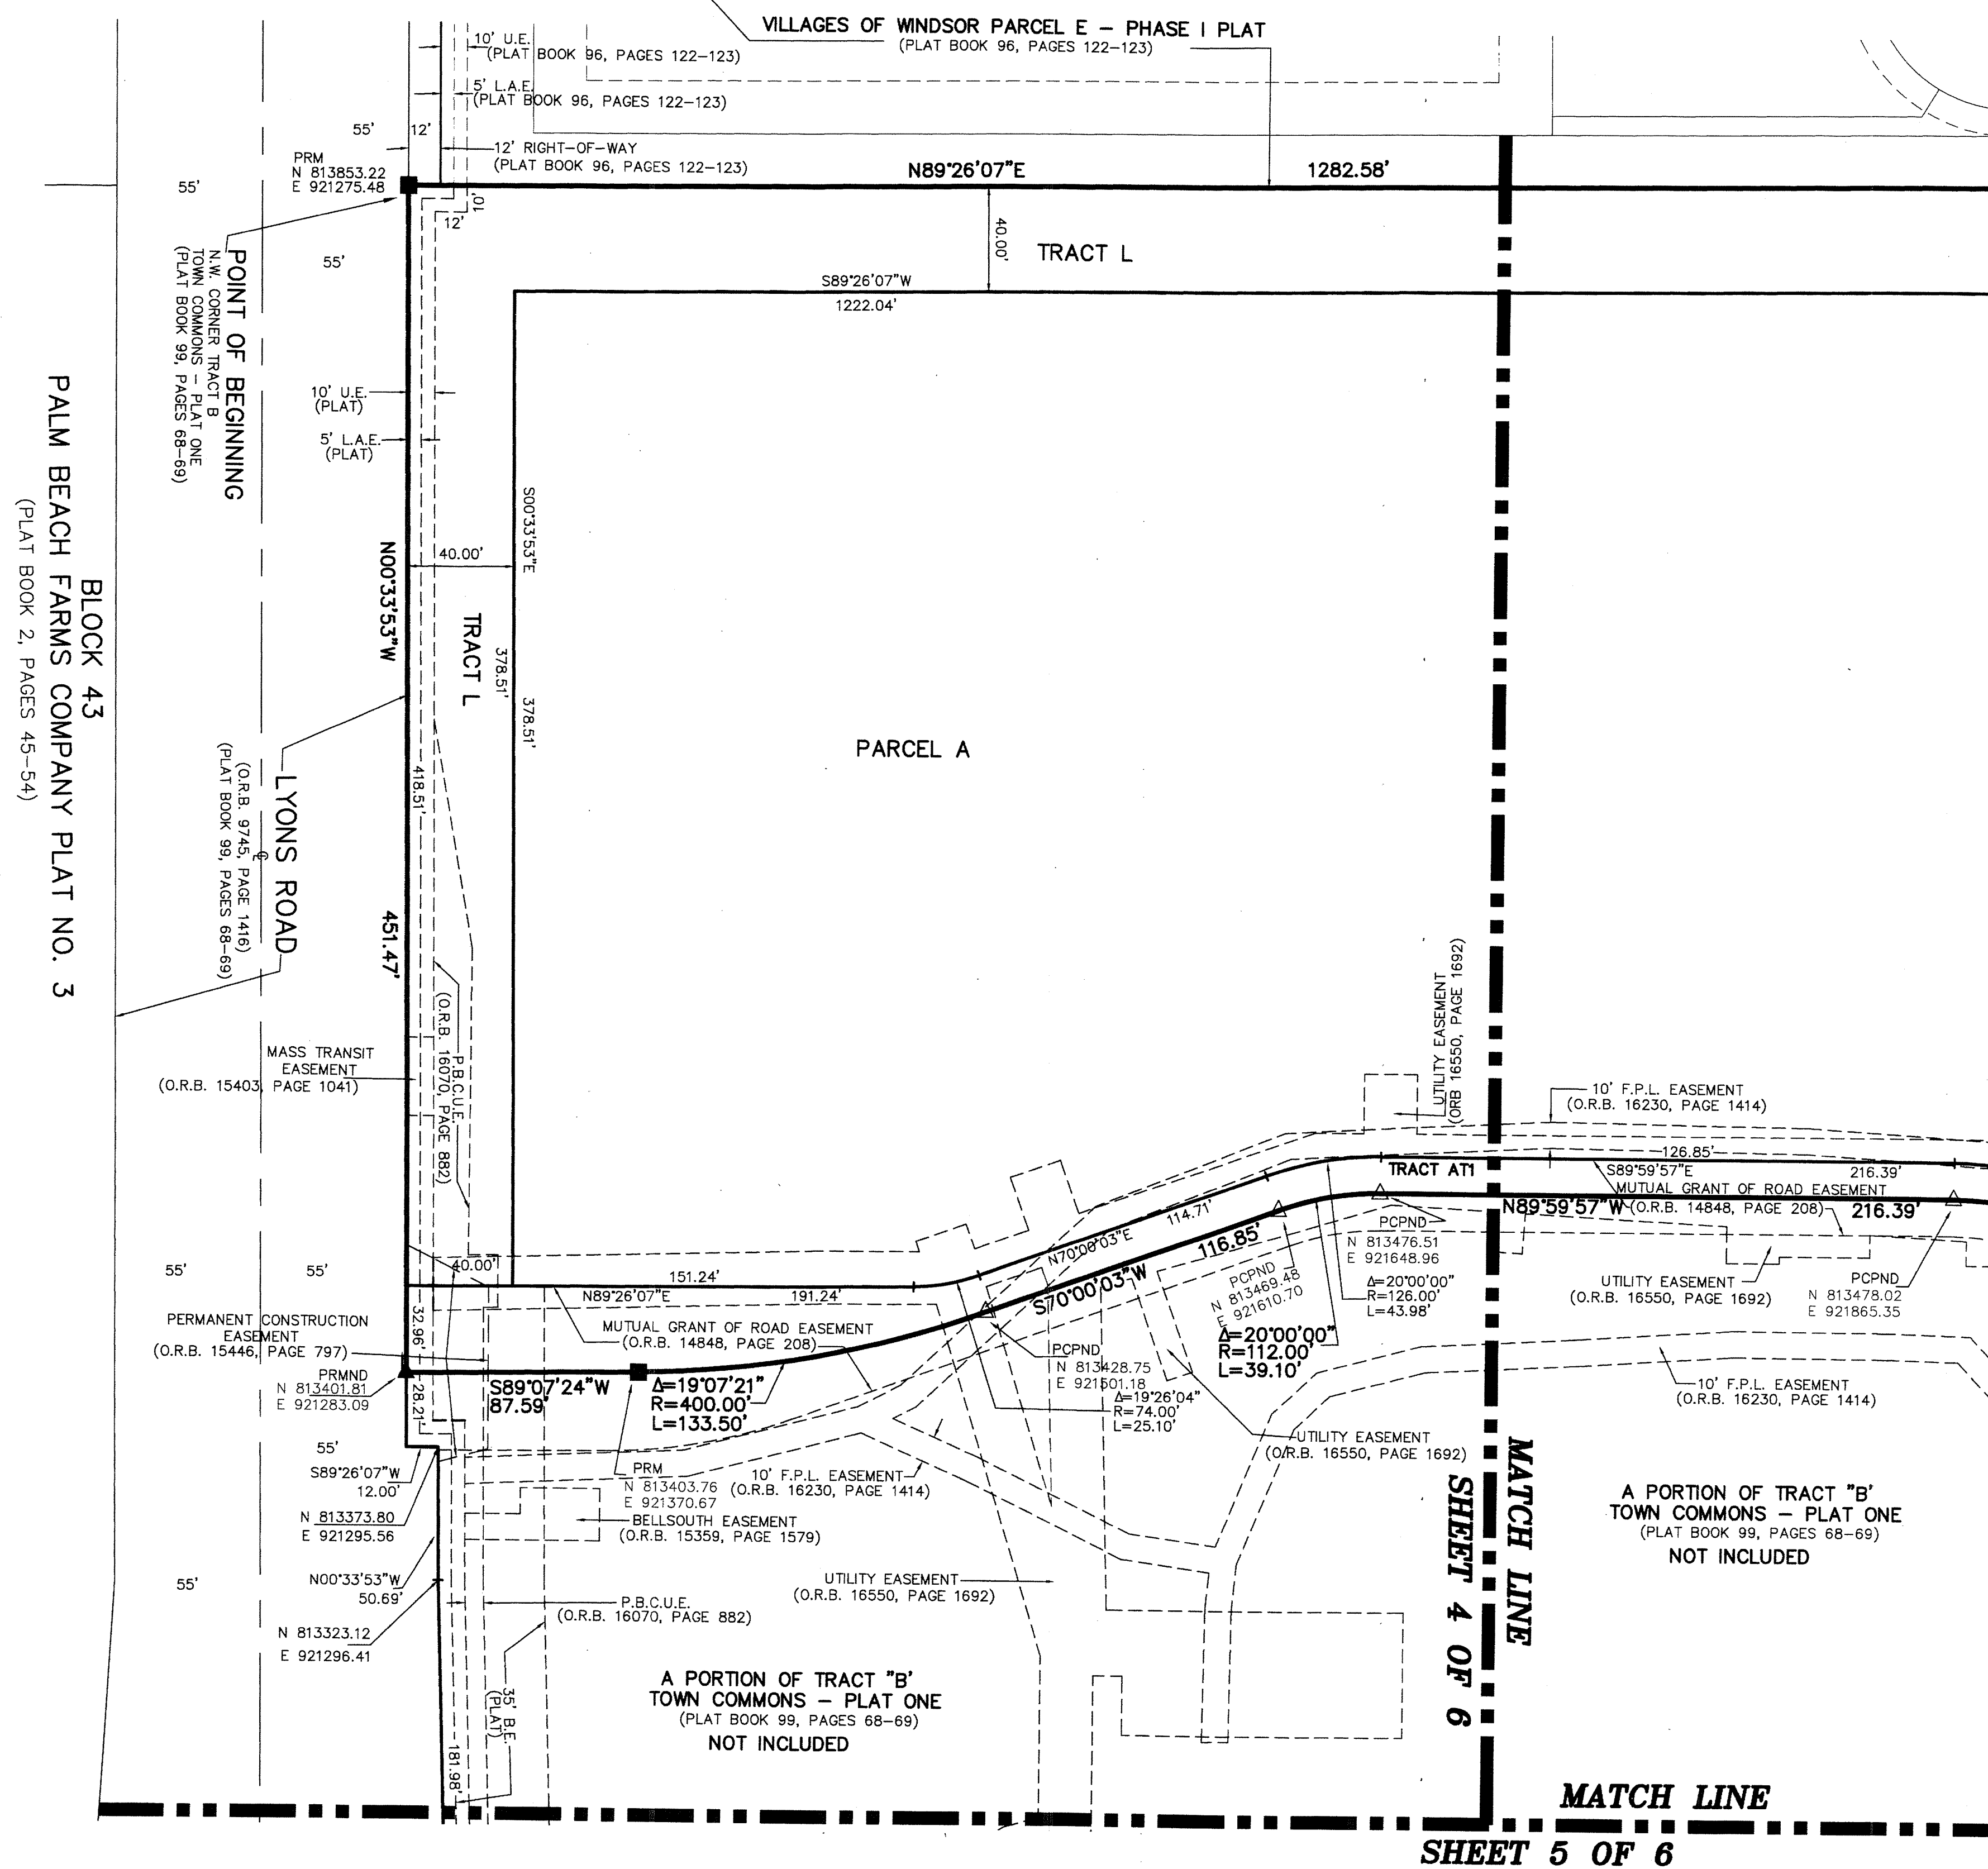 VILLAGES OF WINDSOR PARCEL E – PHASE I PLAT
(PLAT BOOK 96, PAGES 122–123)
10' U.E.
(PLAT BOOK 96, PAGES 122–123)
5' L.A.E.
(PLAT BOOK 96, PAGES 122–123)
55'
12'
12' RIGHT–OF–WAY
(PLAT BOOK 96, PAGES 122–123)
PRM
N 813853.22
E 921275.48
55'
N89°26'07"E
1282.58'
10'
12'
40.00'
TRACT L
55'
S89°26'07"W
1222.04'
POINT OF BEGINNING
N.W. CORNER TRACT B
TOWN COMMONS – PLAT ONE
(PLAT BOOK 99, PAGES 68–69)
10' U.E.
(PLAT)
5' L.A.E.
(PLAT)
BLOCK 43
PALM BEACH FARMS COMPANY PLAT NO. 3
(PLAT BOOK 2, PAGES 45–54)
S00°33'53"E
40.00'
N00°33'53"W
TRACT L
378.51'
378.51'
PARCEL A
418.51'
LYONS ROAD
(O.R.B. 9745, PAGE 1416)
(PLAT BOOK 99, PAGES 68–69)
℄
451.47'
P.B.C.U.E.
(O.R.B. 16070, PAGE 882)
MASS TRANSIT
EASEMENT
(O.R.B. 15403, PAGE 1041)
UTILITY EASEMENT
(ORB 16550, PAGE 1692)
10' F.P.L. EASEMENT
(O.R.B. 16230, PAGE 1414)
126.85'
TRACT AT1
S89°59'57"E
216.39'
MUTUAL GRANT OF ROAD EASEMENT
(O.R.B. 14848, PAGE 208)
N89°59'57"W
216.39'
114.71'
N70°00'03"E
116.85'
S70°00'03"W
PCPND
N 813476.51
E 921648.96
PCPND
N 813469.48
E 921610.70
Δ=20°00'00"
R=126.00'
L=43.98'
UTILITY EASEMENT
(O.R.B. 16550, PAGE 1692)
PCPND
N 813478.02
E 921865.35
55'
55'
40.00'
151.24'
N89°26'07"E
191.24'
PERMANENT CONSTRUCTION
EASEMENT
(O.R.B. 15446, PAGE 797)
32.96'
MUTUAL GRANT OF ROAD EASEMENT
(O.R.B. 14848, PAGE 208)
Δ=20°00'00"
R=112.00'
L=39.10'
PCPND
N 813428.75
E 921501.18
PRMND
N 813401.81
E 921283.09
28.21'
S89°07'24"W
87.59'
Δ=19°07'21"
R=400.00'
L=133.50'
Δ=19°26'04"
R=74.00'
L=25.10'
10' F.P.L. EASEMENT
(O.R.B. 16230, PAGE 1414)
UTILITY EASEMENT
(O.R.B. 16550, PAGE 1692)
55'
S89°26'07"W
12.00'
PRM
N 813403.76
E 921370.67
10' F.P.L. EASEMENT
(O.R.B. 16230, PAGE 1414)
N 813373.80
E 921295.56
BELLSOUTH EASEMENT
(O.R.B. 15359, PAGE 1579)
MATCH LINE
SHEET 4 OF 6
A PORTION OF TRACT "B'
TOWN COMMONS – PLAT ONE
(PLAT BOOK 99, PAGES 68–69)
NOT INCLUDED
55'
N00°33'53"W
50.69'
UTILITY EASEMENT
(O.R.B. 16550, PAGE 1692)
P.B.C.U.E.
(O.R.B. 16070, PAGE 882)
N 813323.12
E 921296.41
35' B.E.
(PLAT)
181.98'
A PORTION OF TRACT "B'
TOWN COMMONS – PLAT ONE
(PLAT BOOK 99, PAGES 68–69)
NOT INCLUDED
MATCH LINE
SHEET 5 OF 6